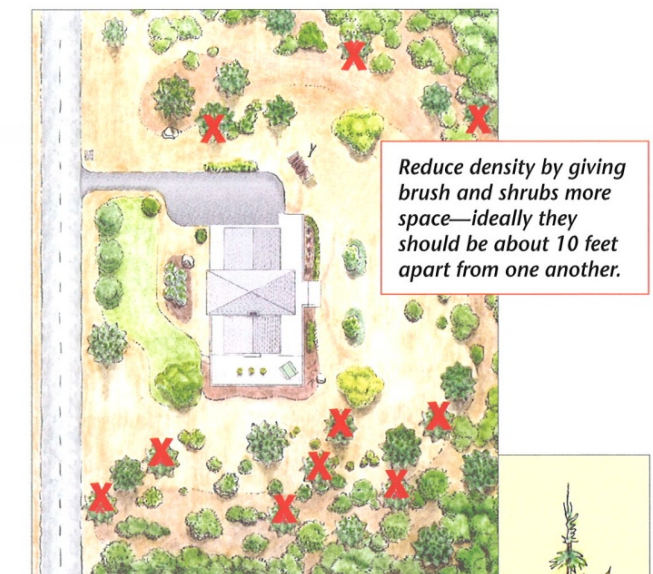 Reduce density by giving
brush and shrubs more
space—ideally they
should be about 10 feet
apart from one another.